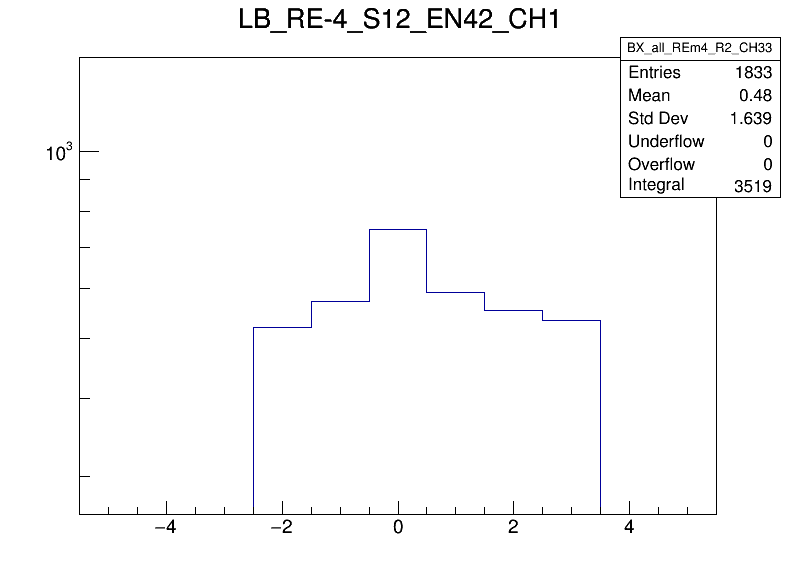 LB_RE-4_S12_EN42_CH1
BX_all_REm4_R2_CH33
Entries 1833
Mean 0.48
Std Dev 1.639
Underflow 0
Overflow 0
Integral 3519
10³
−4 −2 0 2 4